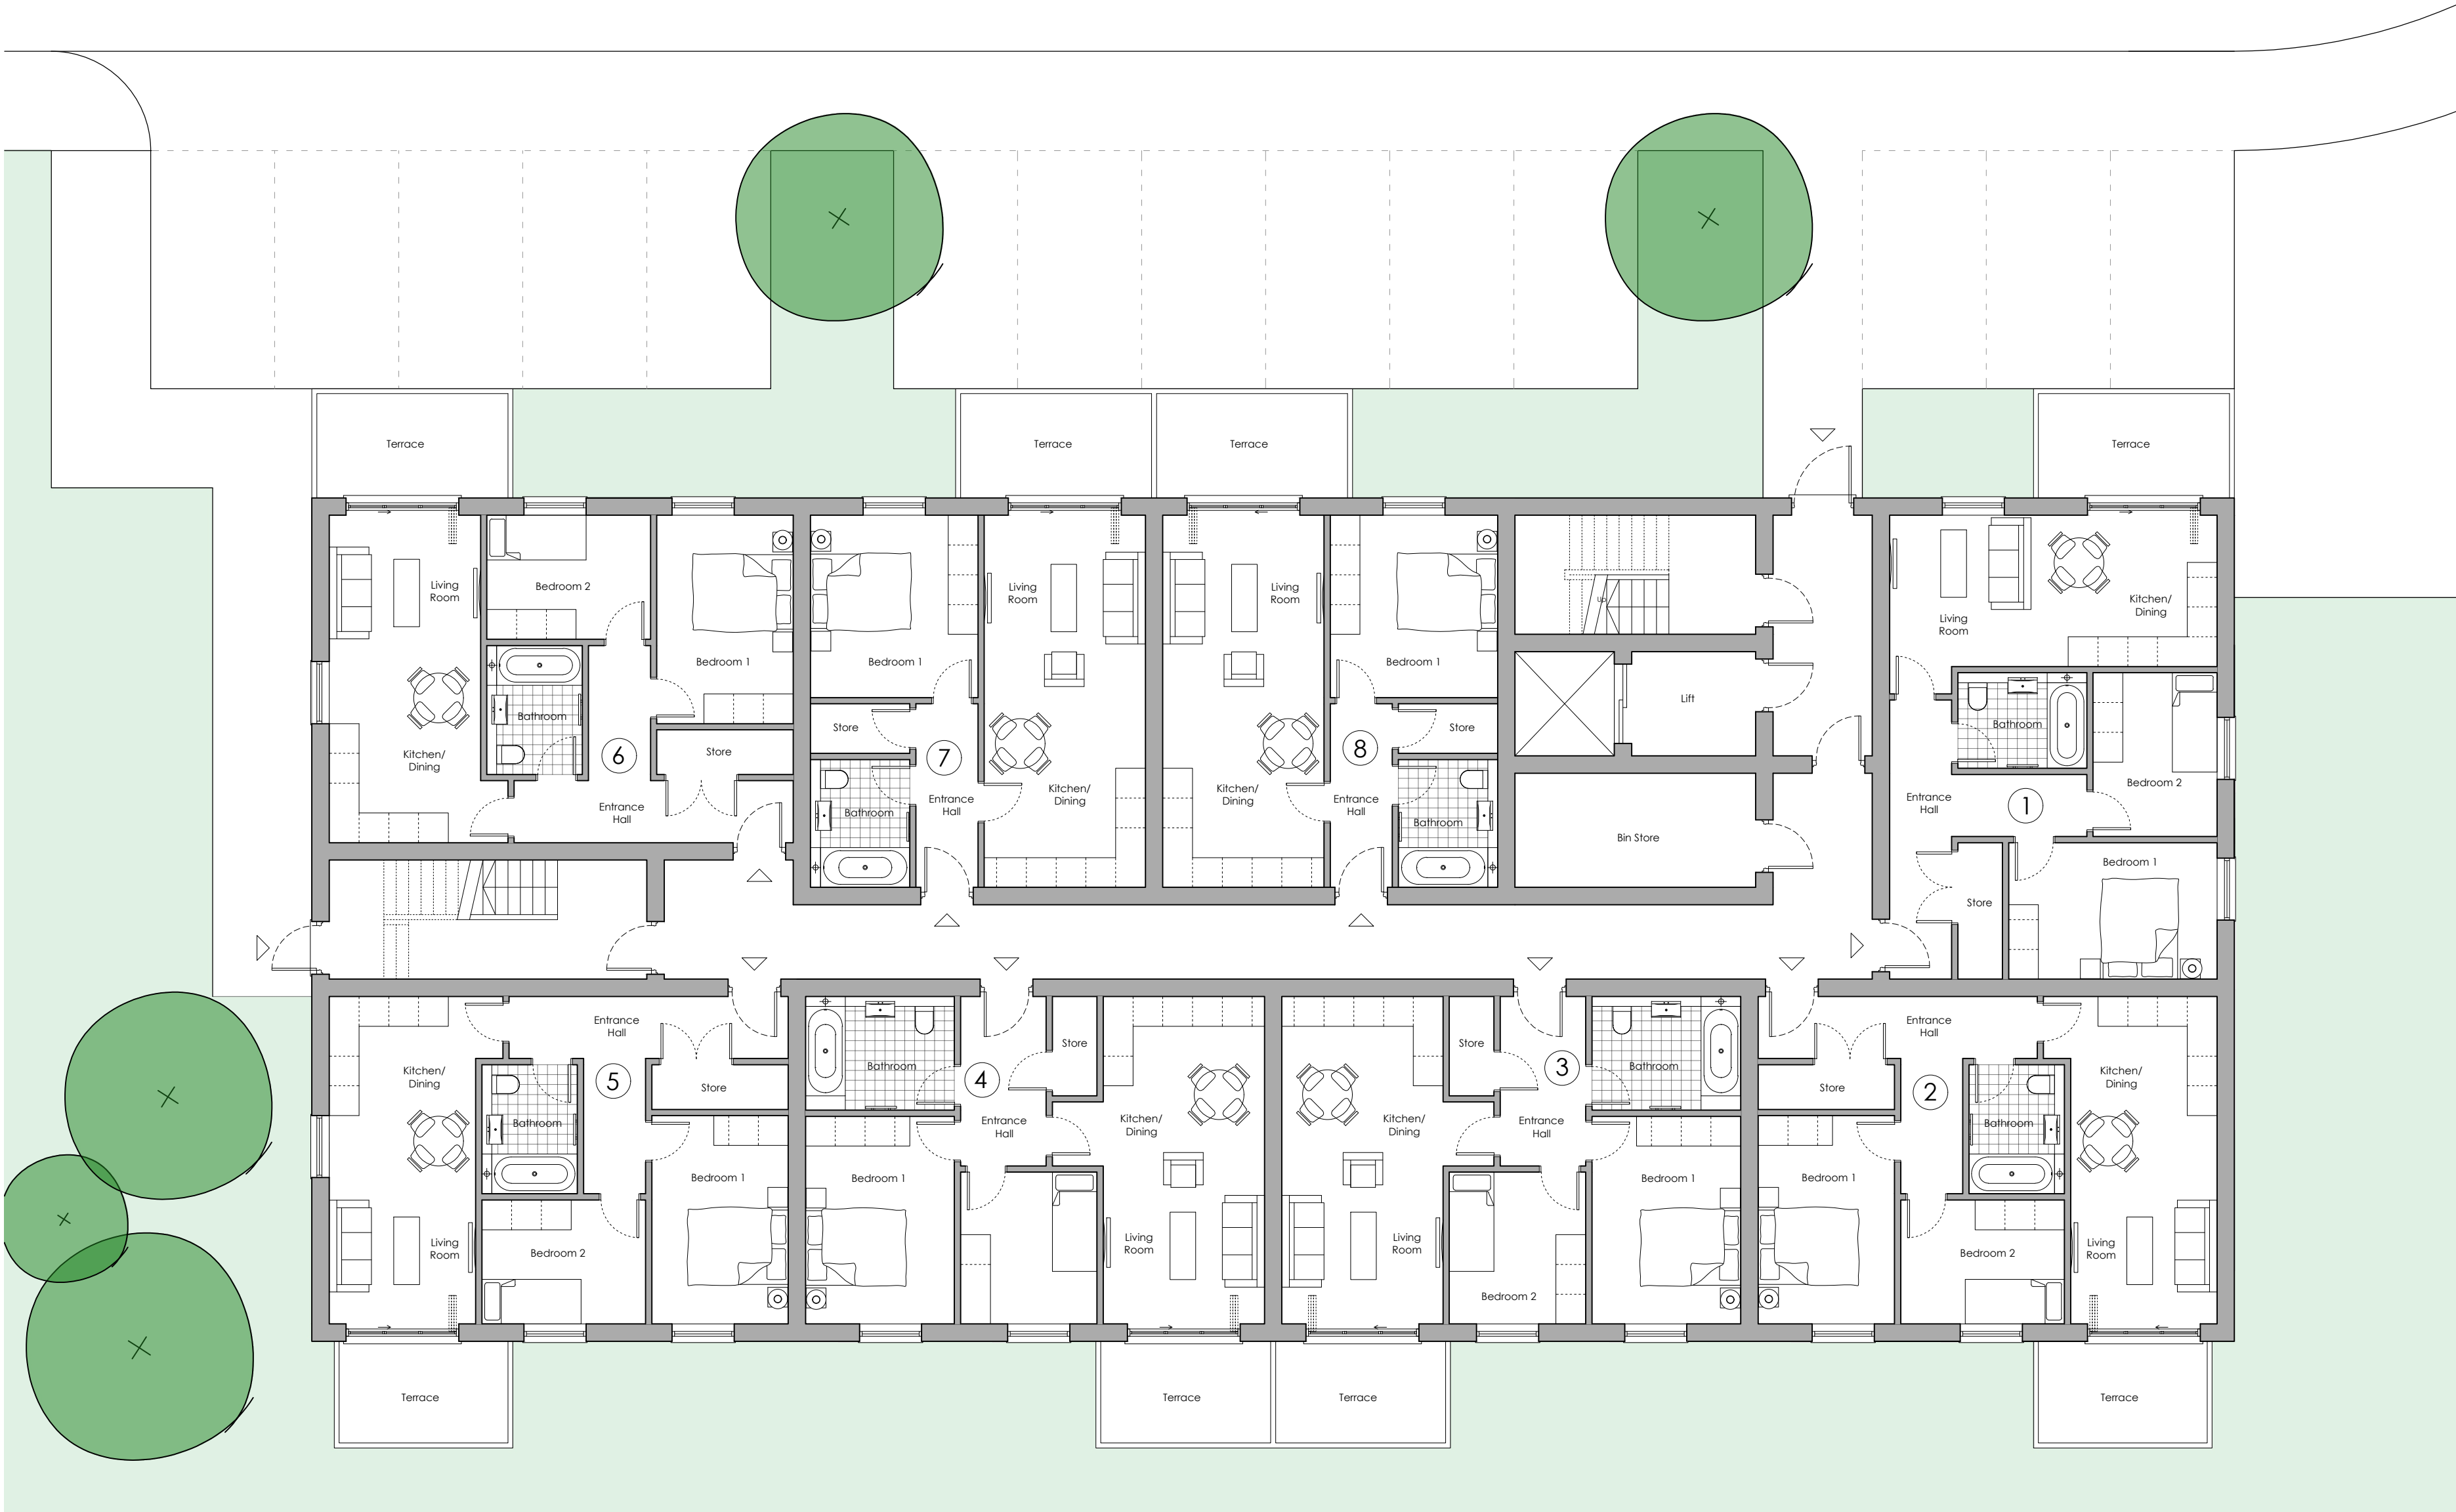 Terrace
Terrace
Terrace
Terrace
Living
Room
Bedroom 2
Bedroom 1
Bathroom
Kitchen/
Dining
6
Store
Entrance
Hall
Bedroom 1
Living
Room
Store
7
Bathroom
Entrance
Hall
Kitchen/
Dining
Living
Room
Bedroom 1
8
Store
Kitchen/
Dining
Entrance
Hall
Bathroom
Up
Lift
Bin Store
Living
Room
Kitchen/
Dining
Bathroom
Bedroom 2
Entrance
Hall
1
Bedroom 1
Store
Entrance
Hall
Kitchen/
Dining
5
Store
Bathroom
Bedroom 1
Living
Room
Bedroom 2
Bathroom
4
Store
Entrance
Hall
Kitchen/
Dining
Bedroom 1
Living
Room
Store
3
Bathroom
Kitchen/
Dining
Entrance
Hall
Bedroom 1
Living
Room
Bedroom 2
Entrance
Hall
Store
2
Kitchen/
Dining
Bathroom
Bedroom 1
Living
Room
Bedroom 2
Terrace
Terrace
Terrace
Terrace